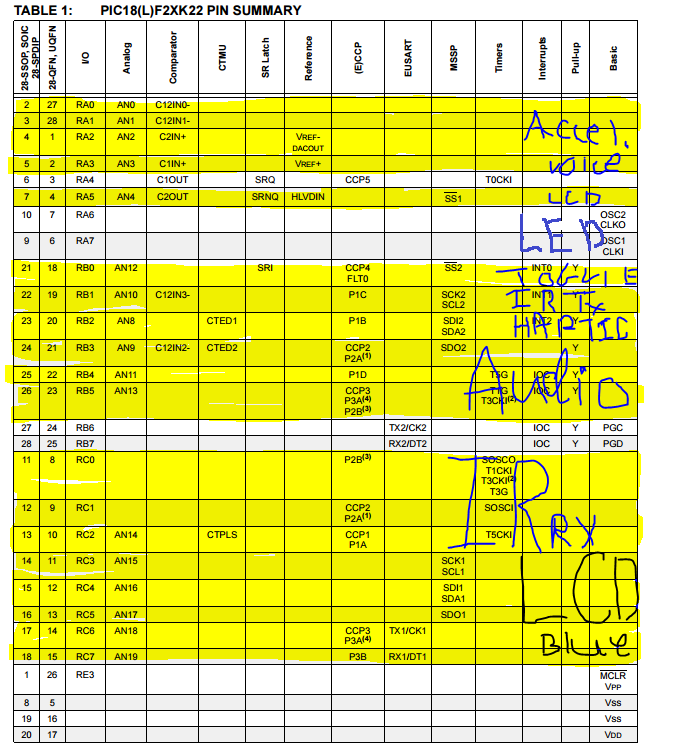 TABLE 1: PIC18(L)F2XK22 PIN SUMMARY
28-SSOP, SOIC 28-SPDIP 28-QFN, UQFN I/O Analog Comparator CTMU SR Latch Reference (E)CCP EUSART MSSP Timers Interrupts Pull-up Basic
2 27 RA0 AN0 C12IN0-
3 28 RA1 AN1 C12IN1-
4 1 RA2 AN2 C2IN+ VREF-
DACOUT
Accel.
5 2 RA3 AN3 C1IN+ VREF+
voice
6 3 RA4 C1OUT SRQ CCP5 T0CKI
7 4 RA5 AN4 C2OUT SRNQ HLVDIN SS1
LCD
10 7 RA6 OSC2
CLKO
LED
9 6 RA7 OSC1
CLKI
21 18 RB0 AN12 SRI CCP4 SS2 INT0 Y
FLT0
TOGGLE
22 19 RB1 AN10 C12IN3- P1C SCK2 INT1 Y
SCL2
IR Tx
23 20 RB2 AN8 CTED1 P1B SDI2 INT2 Y
SDA2
HAPTIC
24 21 RB3 AN9 C12IN2- CTED2 CCP2 SDO2 Y
P2A(1)
25 22 RB4 AN11 P1D T5G IOC Y
Audio
26 23 RB5 AN13 CCP3 T1G IOC Y
P3A(4) T3CKI(2)
P2B(3)
27 24 RB6 TX2/CK2 IOC Y PGC
28 25 RB7 RX2/DT2 IOC Y PGD
11 8 RC0 P2B(3) SOSCO
T1CKI
T3CKI(2)
T3G
IR RX
12 9 RC1 CCP2 SOSCI
P2A(1)
13 10 RC2 AN14 CTPLS CCP1 T5CKI
P1A
14 11 RC3 AN15 SCK1
SCL1
LCD
15 12 RC4 AN16 SDI1
SDA1
16 13 RC5 AN17 SDO1
17 14 RC6 AN18 CCP3 TX1/CK1
P3A(4)
Blue
18 15 RC7 AN19 P3B RX1/DT1
1 26 RE3 MCLR
VPP
8 5 VSS
19 16 VSS
20 17 VDD